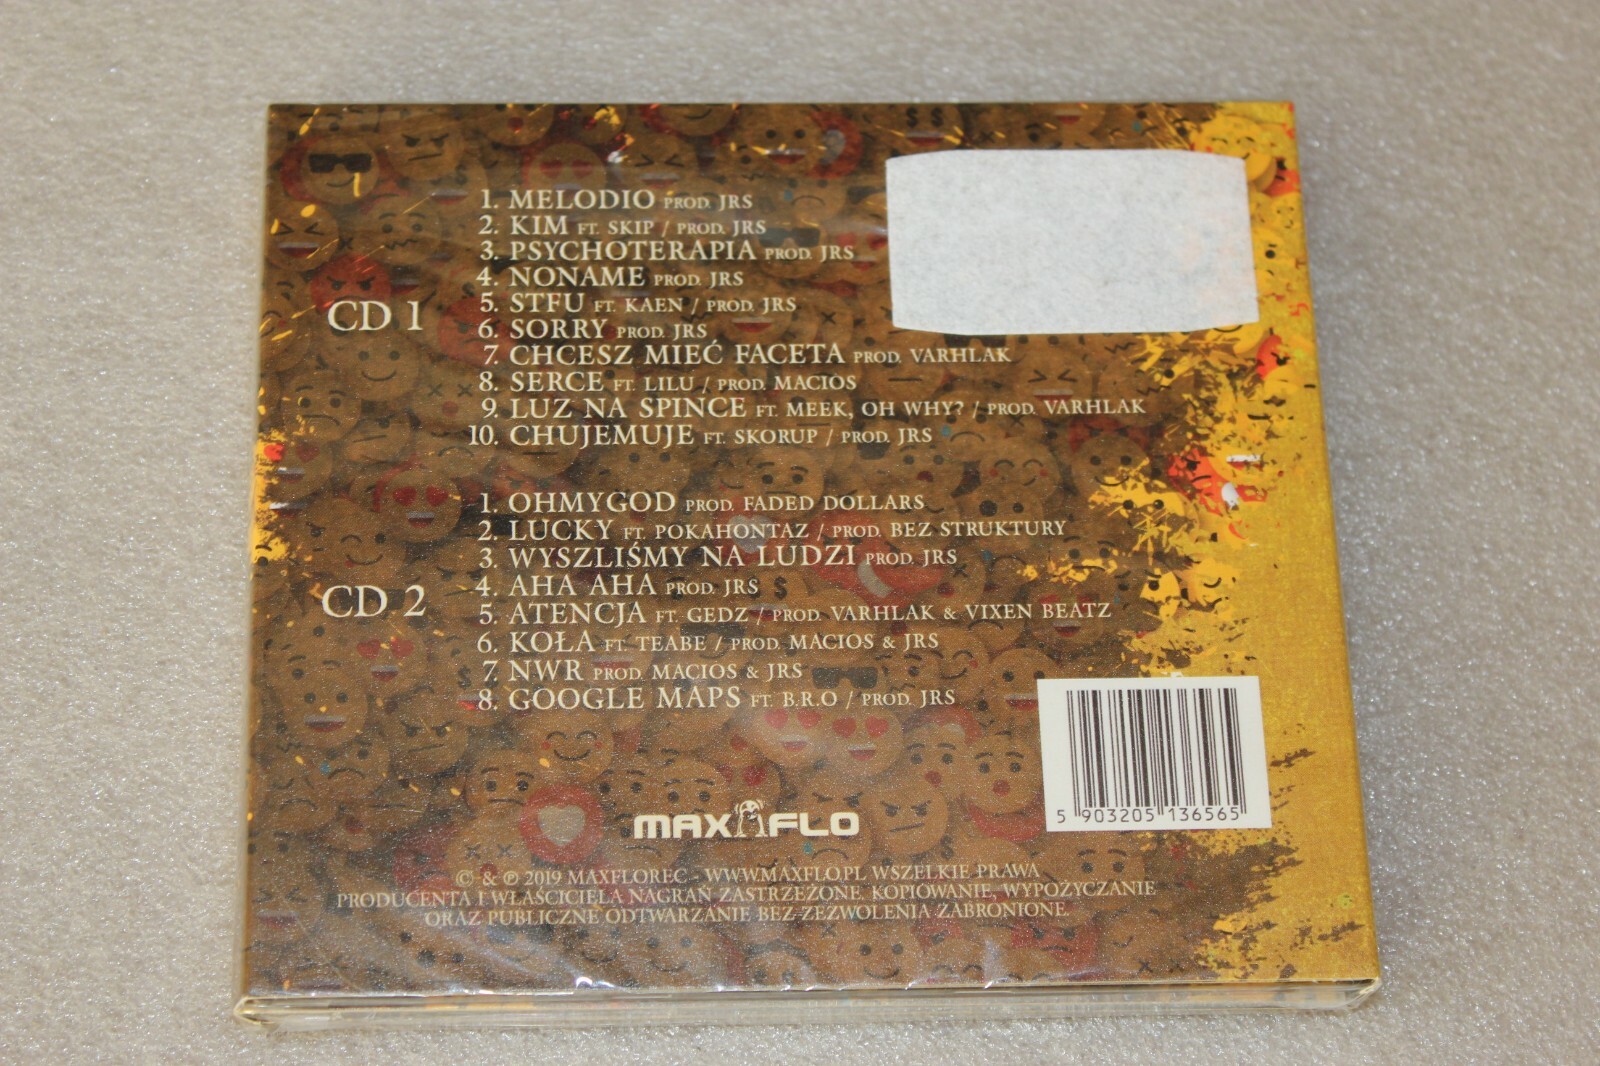 CD 1
1. MELODIO PROD. JRS
2. KIM FT. SKIP / PROD. JRS
3. PSYCHOTERAPIA PROD. JRS
4. NONAME PROD. JRS
5. STFU FT. KAEN / PROD. JRS
6. SORRY PROD. JRS
7. CHCESZ MIEĆ FACETA PROD. VARHLAK
8. SERCE FT. LILU / PROD. MACIOS
9. LUZ NA SPINCE FT. MEEK, OH WHY? / PROD. VARHLAK
10. CHUJEMUJE FT. SKORUP / PROD. JRS
CD 2
1. OHMYGOD PROD. FADED DOLLARS
2. LUCKY FT. POKAHONTAZ / PROD. BEZ STRUKTURY
3. WYSZLIŚMY NA LUDZI PROD. JRS
4. AHA AHA PROD. JRS
5. ATENCJA FT. GEDZ / PROD. VARHLAK & VIXEN BEATZ
6. KOŁA FT. TEABE / PROD. MACIOS & JRS
7. NWR PROD. MACIOS & JRS
8. GOOGLE MAPS FT. B.R.O / PROD. JRS
5 903205 136565
MAXFLO
© & ℗ 2019 MAXFLOREC - WWW.MAXFLO.PL WSZELKIE PRAWA
PRODUCENTA I WŁAŚCICIELA NAGRAŃ ZASTRZEŻONE. KOPIOWANIE, WYPOŻYCZANIE
ORAZ PUBLICZNE ODTWARZANIE BEZ ZEZWOLENIA ZABRONIONE.